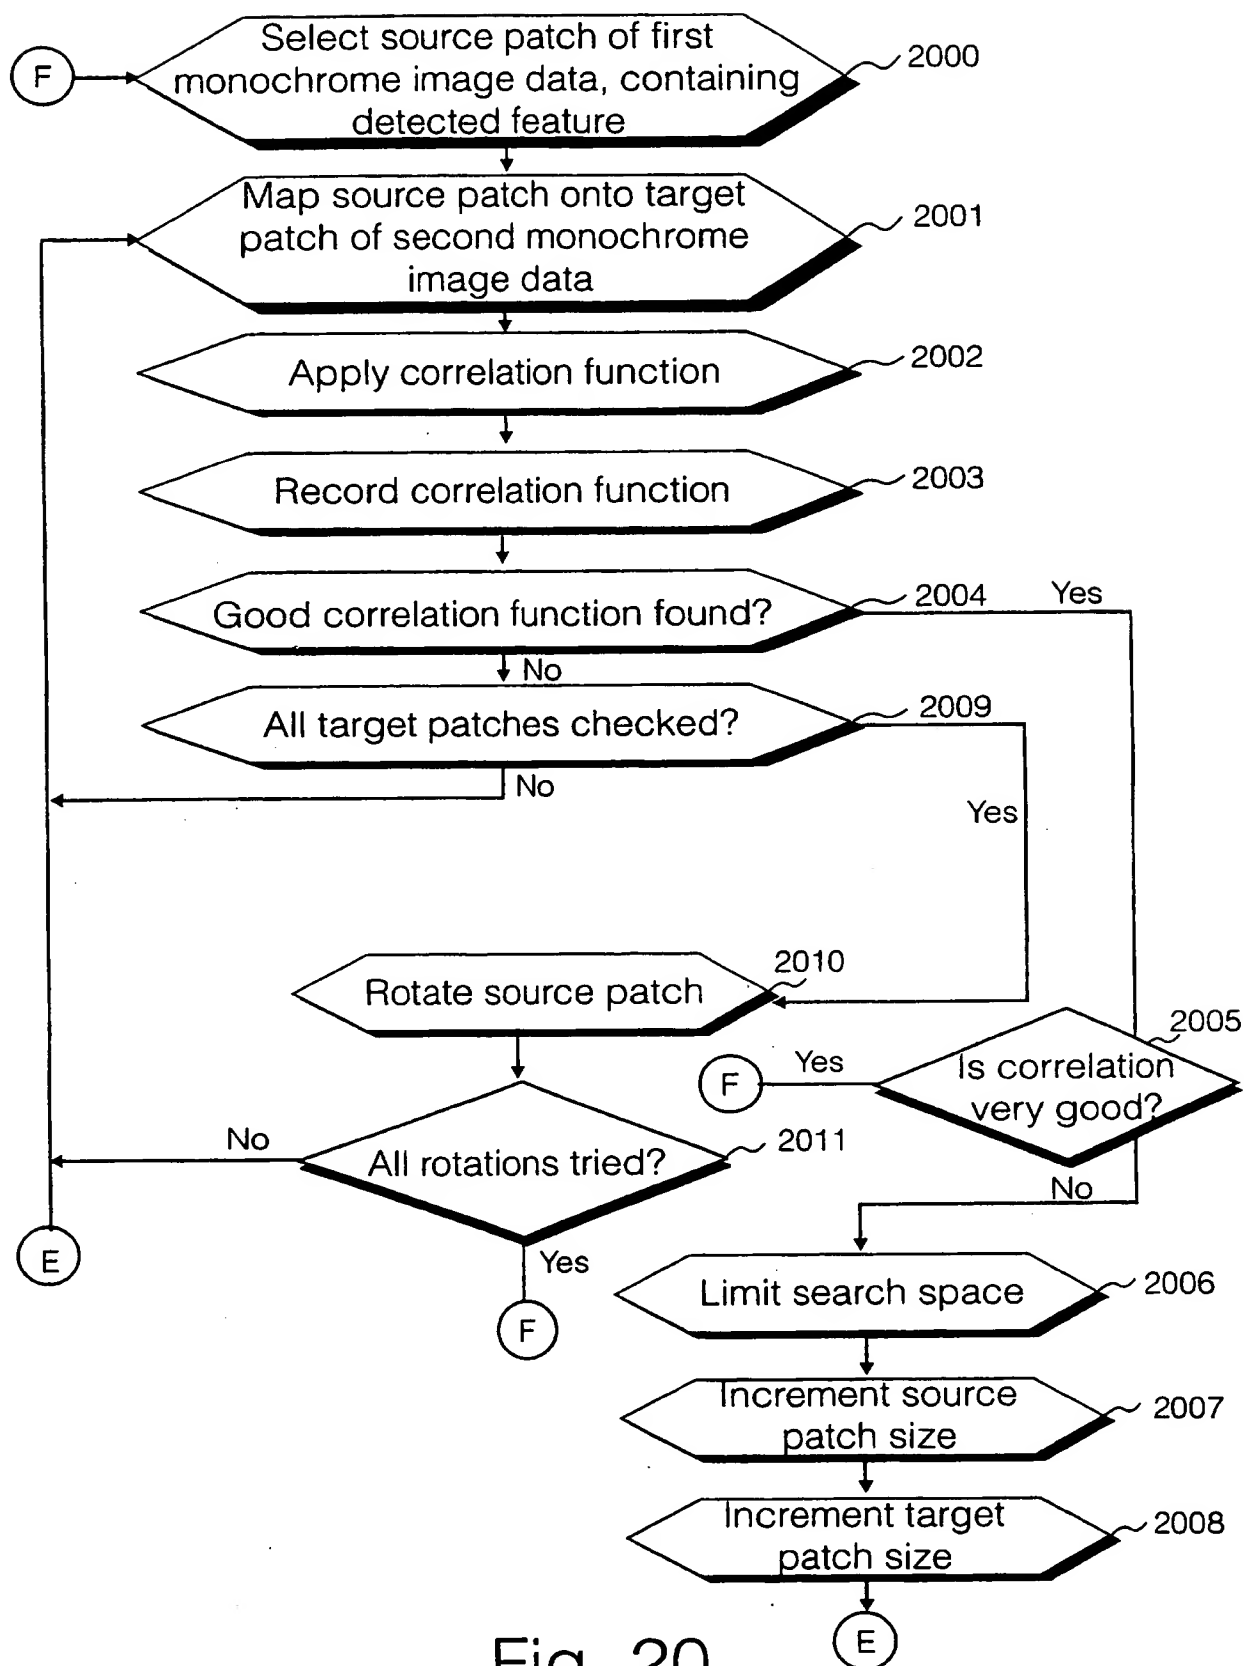 F
Select source patch of first
monochrome image data, containing
detected feature
2000
Map source patch onto target
patch of second monochrome
image data
2001
Apply correlation function
2002
Record correlation function
2003
Good correlation function found?
2004
Yes
No
All target patches checked?
2009
No
Yes
Rotate source patch
2010
2005
Is correlation
very good?
Yes
F
No
All rotations tried?
2011
No
E
Yes
F
Limit search space
2006
Increment source
patch size
2007
Increment target
patch size
2008
E
Fig. 20